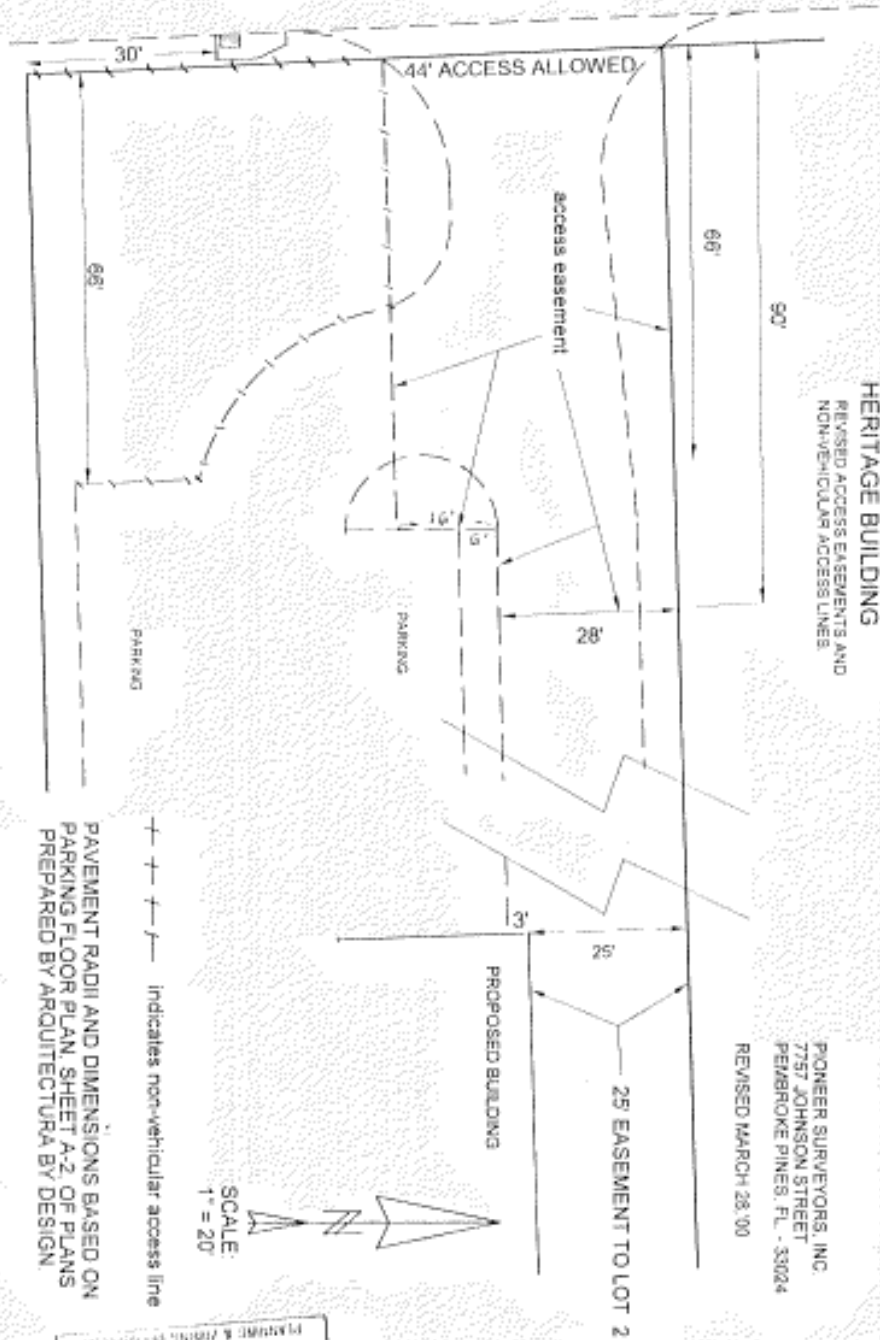 HERITAGE BUILDING
REVISED ACCESS EASEMENTS AND
NON-VEHICULAR ACCESS LINES.
30'
44' ACCESS ALLOWED
66'
90'
66'
access easement
16'
28'
PARKING
PARKING
3'
25'
PROPOSED BUILDING
25' EASEMENT TO LOT 2
PIONEER SURVEYORS, INC.
7757 JOHNSON STREET
PEMBROKE PINES, FL - 33024
REVISED MARCH 28,'00
indicates non-vehicular access line
PAVEMENT RADII AND DIMENSIONS BASED ON
PARKING FLOOR PLAN, SHEET A-2, OF PLANS
PREPARED BY ARQUITECTURA BY DESIGN.
N
SCALE:
1" = 20'
PLANNING &